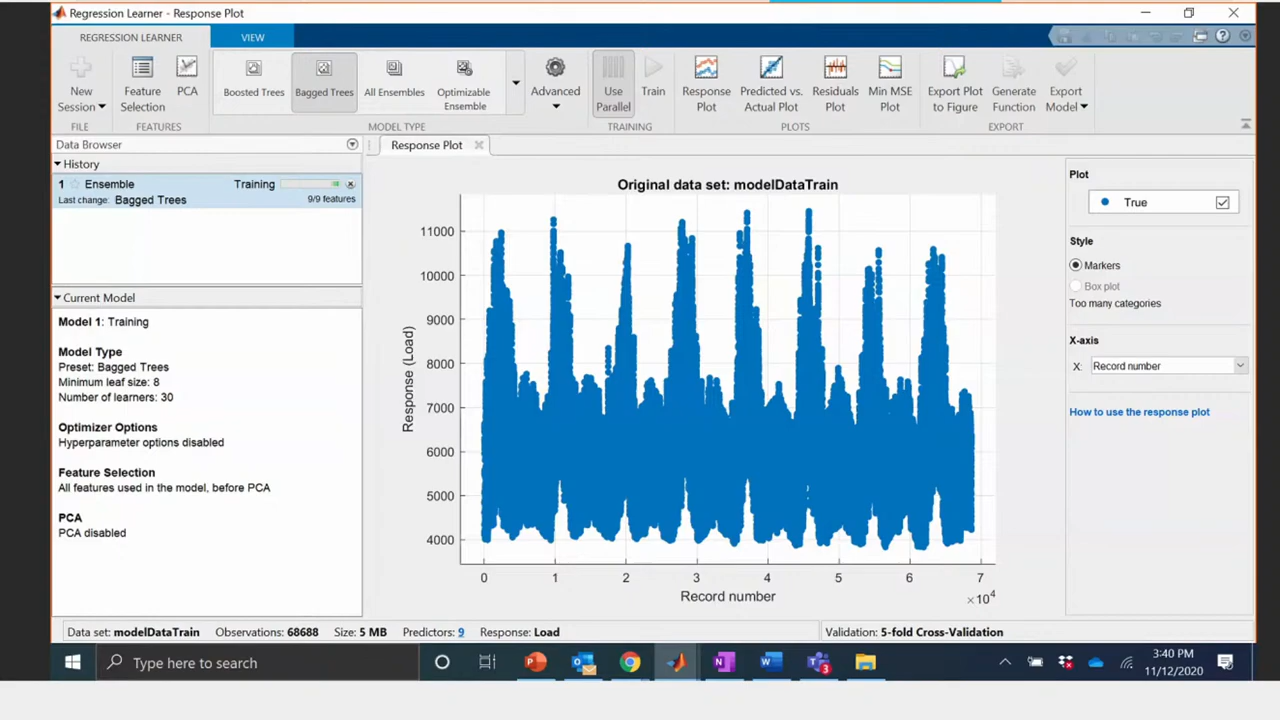 Regression Learner - Response Plot
REGRESSION LEARNER
VIEW
New Session
Feature Selection
PCA
Boosted Trees
Bagged Trees
All Ensembles
Optimizable Ensemble
Advanced
Use Parallel
Train
Response Plot
Predicted vs. Actual Plot
Residuals Plot
Min MSE Plot
Export Plot to Figure
Generate Function
Export Model
FILE
FEATURES
MODEL TYPE
TRAINING
PLOTS
EXPORT
Data Browser
History
1 Ensemble Training
Last change: Bagged Trees 9/9 features
Current Model
Model 1: Training
Model Type
Preset: Bagged Trees
Minimum leaf size: 8
Number of learners: 30
Optimizer Options
Hyperparameter options disabled
Feature Selection
All features used in the model, before PCA
PCA
PCA disabled
Response Plot
Original data set: modelDataTrain
Response (Load)
11000
10000
9000
8000
7000
6000
5000
4000
0 1 2 3 4 5 6 7
Record number
×10⁴
Plot
True
Style
Markers
Box plot
Too many categories
X-axis
X: Record number
How to use the response plot
Data set: modelDataTrain Observations: 68688 Size: 5 MB Predictors: 9 Response: Load
Validation: 5-fold Cross-Validation
Type here to search
3
3:40 PM
11/12/2020